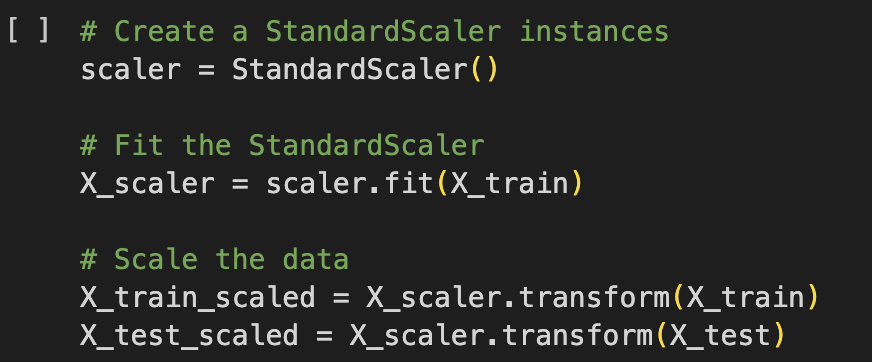 [ ] # Create a StandardScaler instances
scaler = StandardScaler()
# Fit the StandardScaler
X_scaler = scaler.fit(X_train)
# Scale the data
X_train_scaled = X_scaler.transform(X_train)
X_test_scaled = X_scaler.transform(X_test)